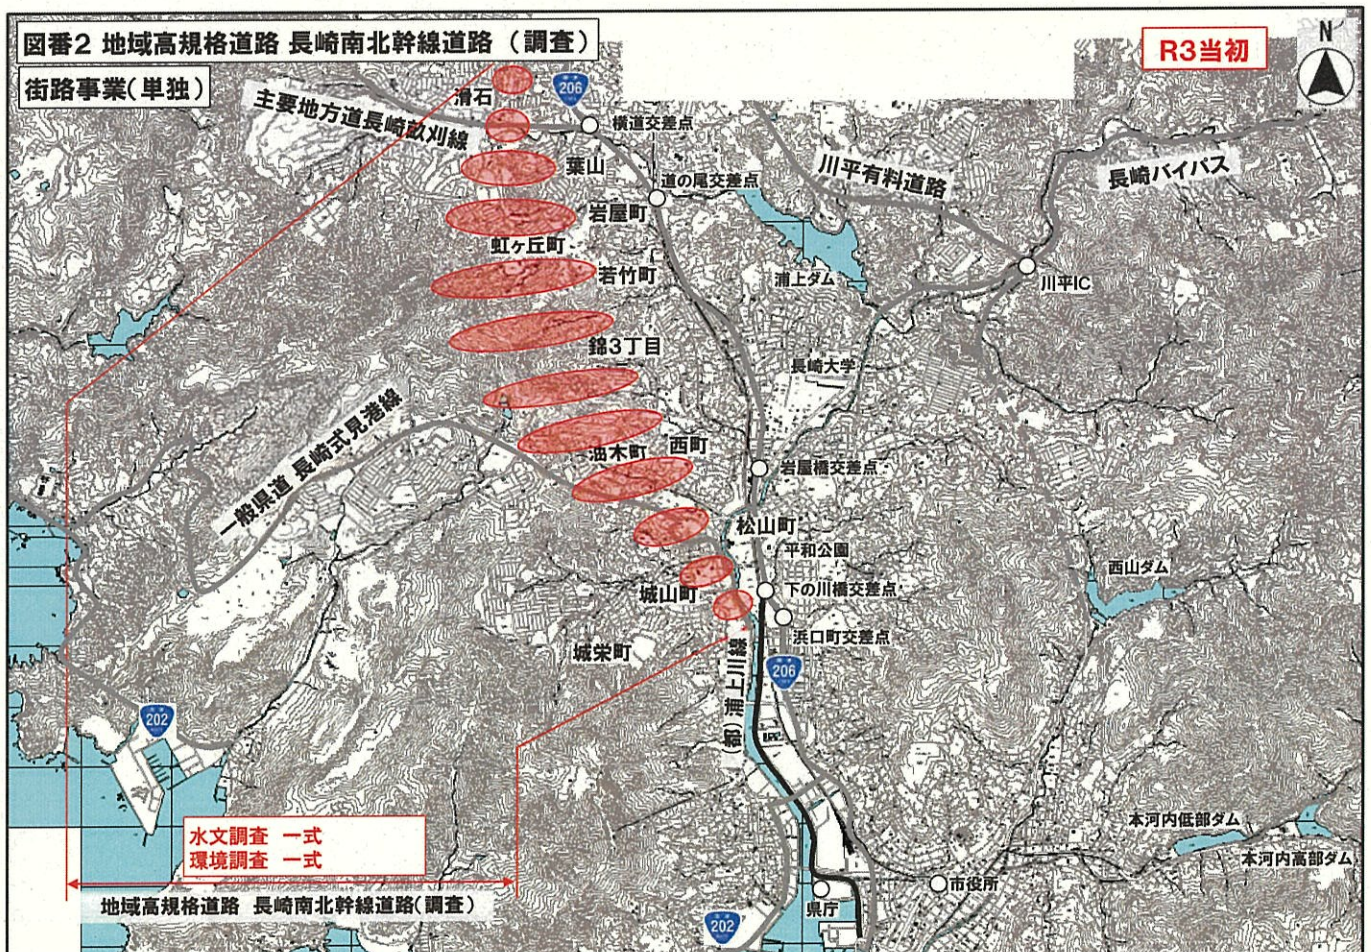 図番2 地域高規格道路 長崎南北幹線道路 (調査)
街路事業(単独)
R3当初
N
滑石
206
横道交差点
主要地方道長崎畝刈線
葉山
道の尾交差点
川平有料道路
長崎バイパス
岩屋町
虹ヶ丘町
若竹町
浦上ダム
川平IC
錦3丁目
長崎大学
一般県道 長崎式見港線
油木町
西町
岩屋橋交差点
松山町
平和公園
西山ダム
城山町
下の川橋交差点
浜口町交差点
城栄町
(都)浦上川線
206
202
水文調査 一式
環境調査 一式
地域高規格道路 長崎南北幹線道路(調査)
本河内低部ダム
本河内高部ダム
市役所
県庁
202